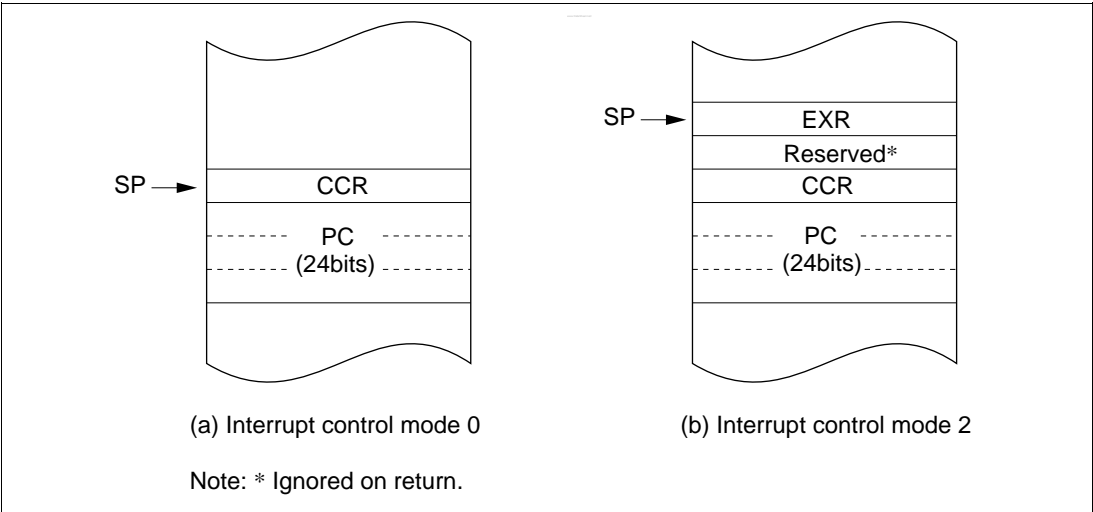 SP
CCR
PC
(24bits)
(a) Interrupt control mode 0
SP
EXR
Reserved*
CCR
PC
(24bits)
(b) Interrupt control mode 2
Note: * Ignored on return.